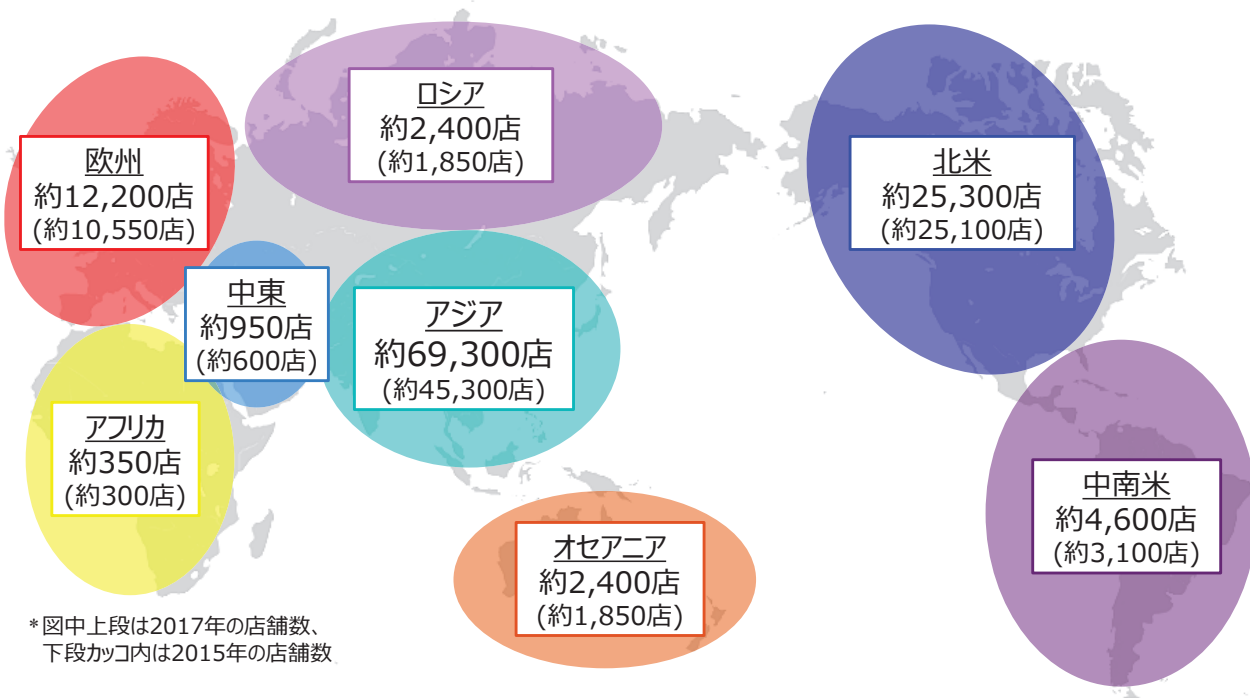 ロシア
約2,400店
(約1,850店)
欧州
約12,200店
(約10,550店)
北米
約25,300店
(約25,100店)
中東
約950店
(約600店)
アジア
約69,300店
(約45,300店)
アフリカ
約350店
(約300店)
中南米
約4,600店
(約3,100店)
オセアニア
約2,400店
(約1,850店)
*図中上段は2017年の店舗数、
下段カッコ内は2015年の店舗数